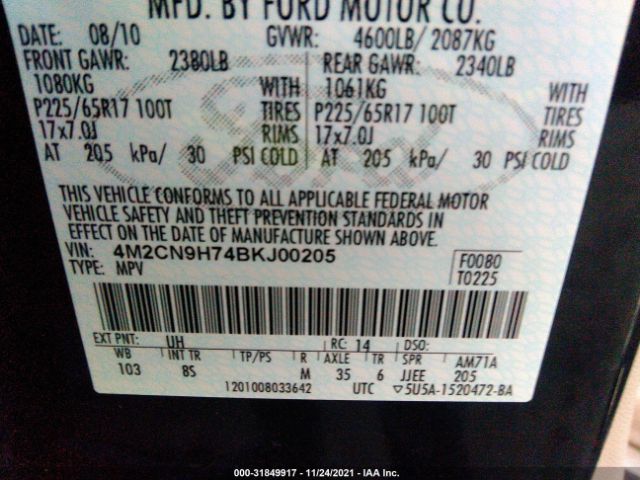 MFD. BY FORD MOTOR CO.
DATE: 08/10 GVWR: 4600LB/ 2087KG
FRONT GAWR: 2380LB REAR GAWR: 2340LB
1080KG WITH 1061KG WITH
P225/65R17 100T TIRES P225/65R17 100T TIRES
17x7.0J RIMS 17x7.0J RIMS
AT 205 kPa/ 30 PSI COLD AT 205 kPa/ 30 PSI COLD
THIS VEHICLE CONFORMS TO ALL APPLICABLE FEDERAL MOTOR
VEHICLE SAFETY AND THEFT PREVENTION STANDARDS IN
EFFECT ON THE DATE OF MANUFACTURE SHOWN ABOVE.
VIN: 4M2CN9H74BKJ00205 F0080
TYPE: MPV T0225
EXT PNT: UH RC: 14 DSO:
WB INT TR TP/PS R AXLE TR SPR AM71A
103 8S M 35 6 JJEE 205
1201008033642 UTC ▽5U5A-1520472-BA
000-31849917 - 11/24/2021 - IAA Inc.